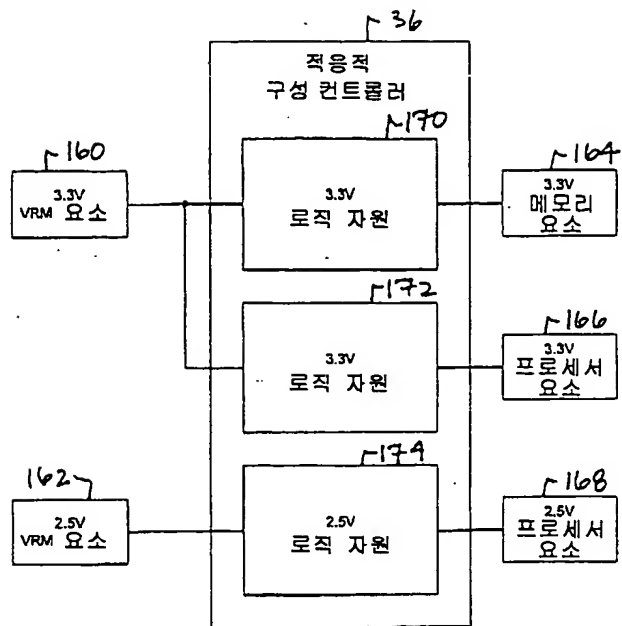 36
적응적
구성 컨트롤러
170
160
164
3.3V
VRM 요소
3.3V
로직 자원
3.3V
메모리
요소
172
166
3.3V
로직 자원
3.3V
프로세서
요소
174
162
168
2.5V
VRM 요소
2.5V
로직 자원
2.5V
프로세서
요소